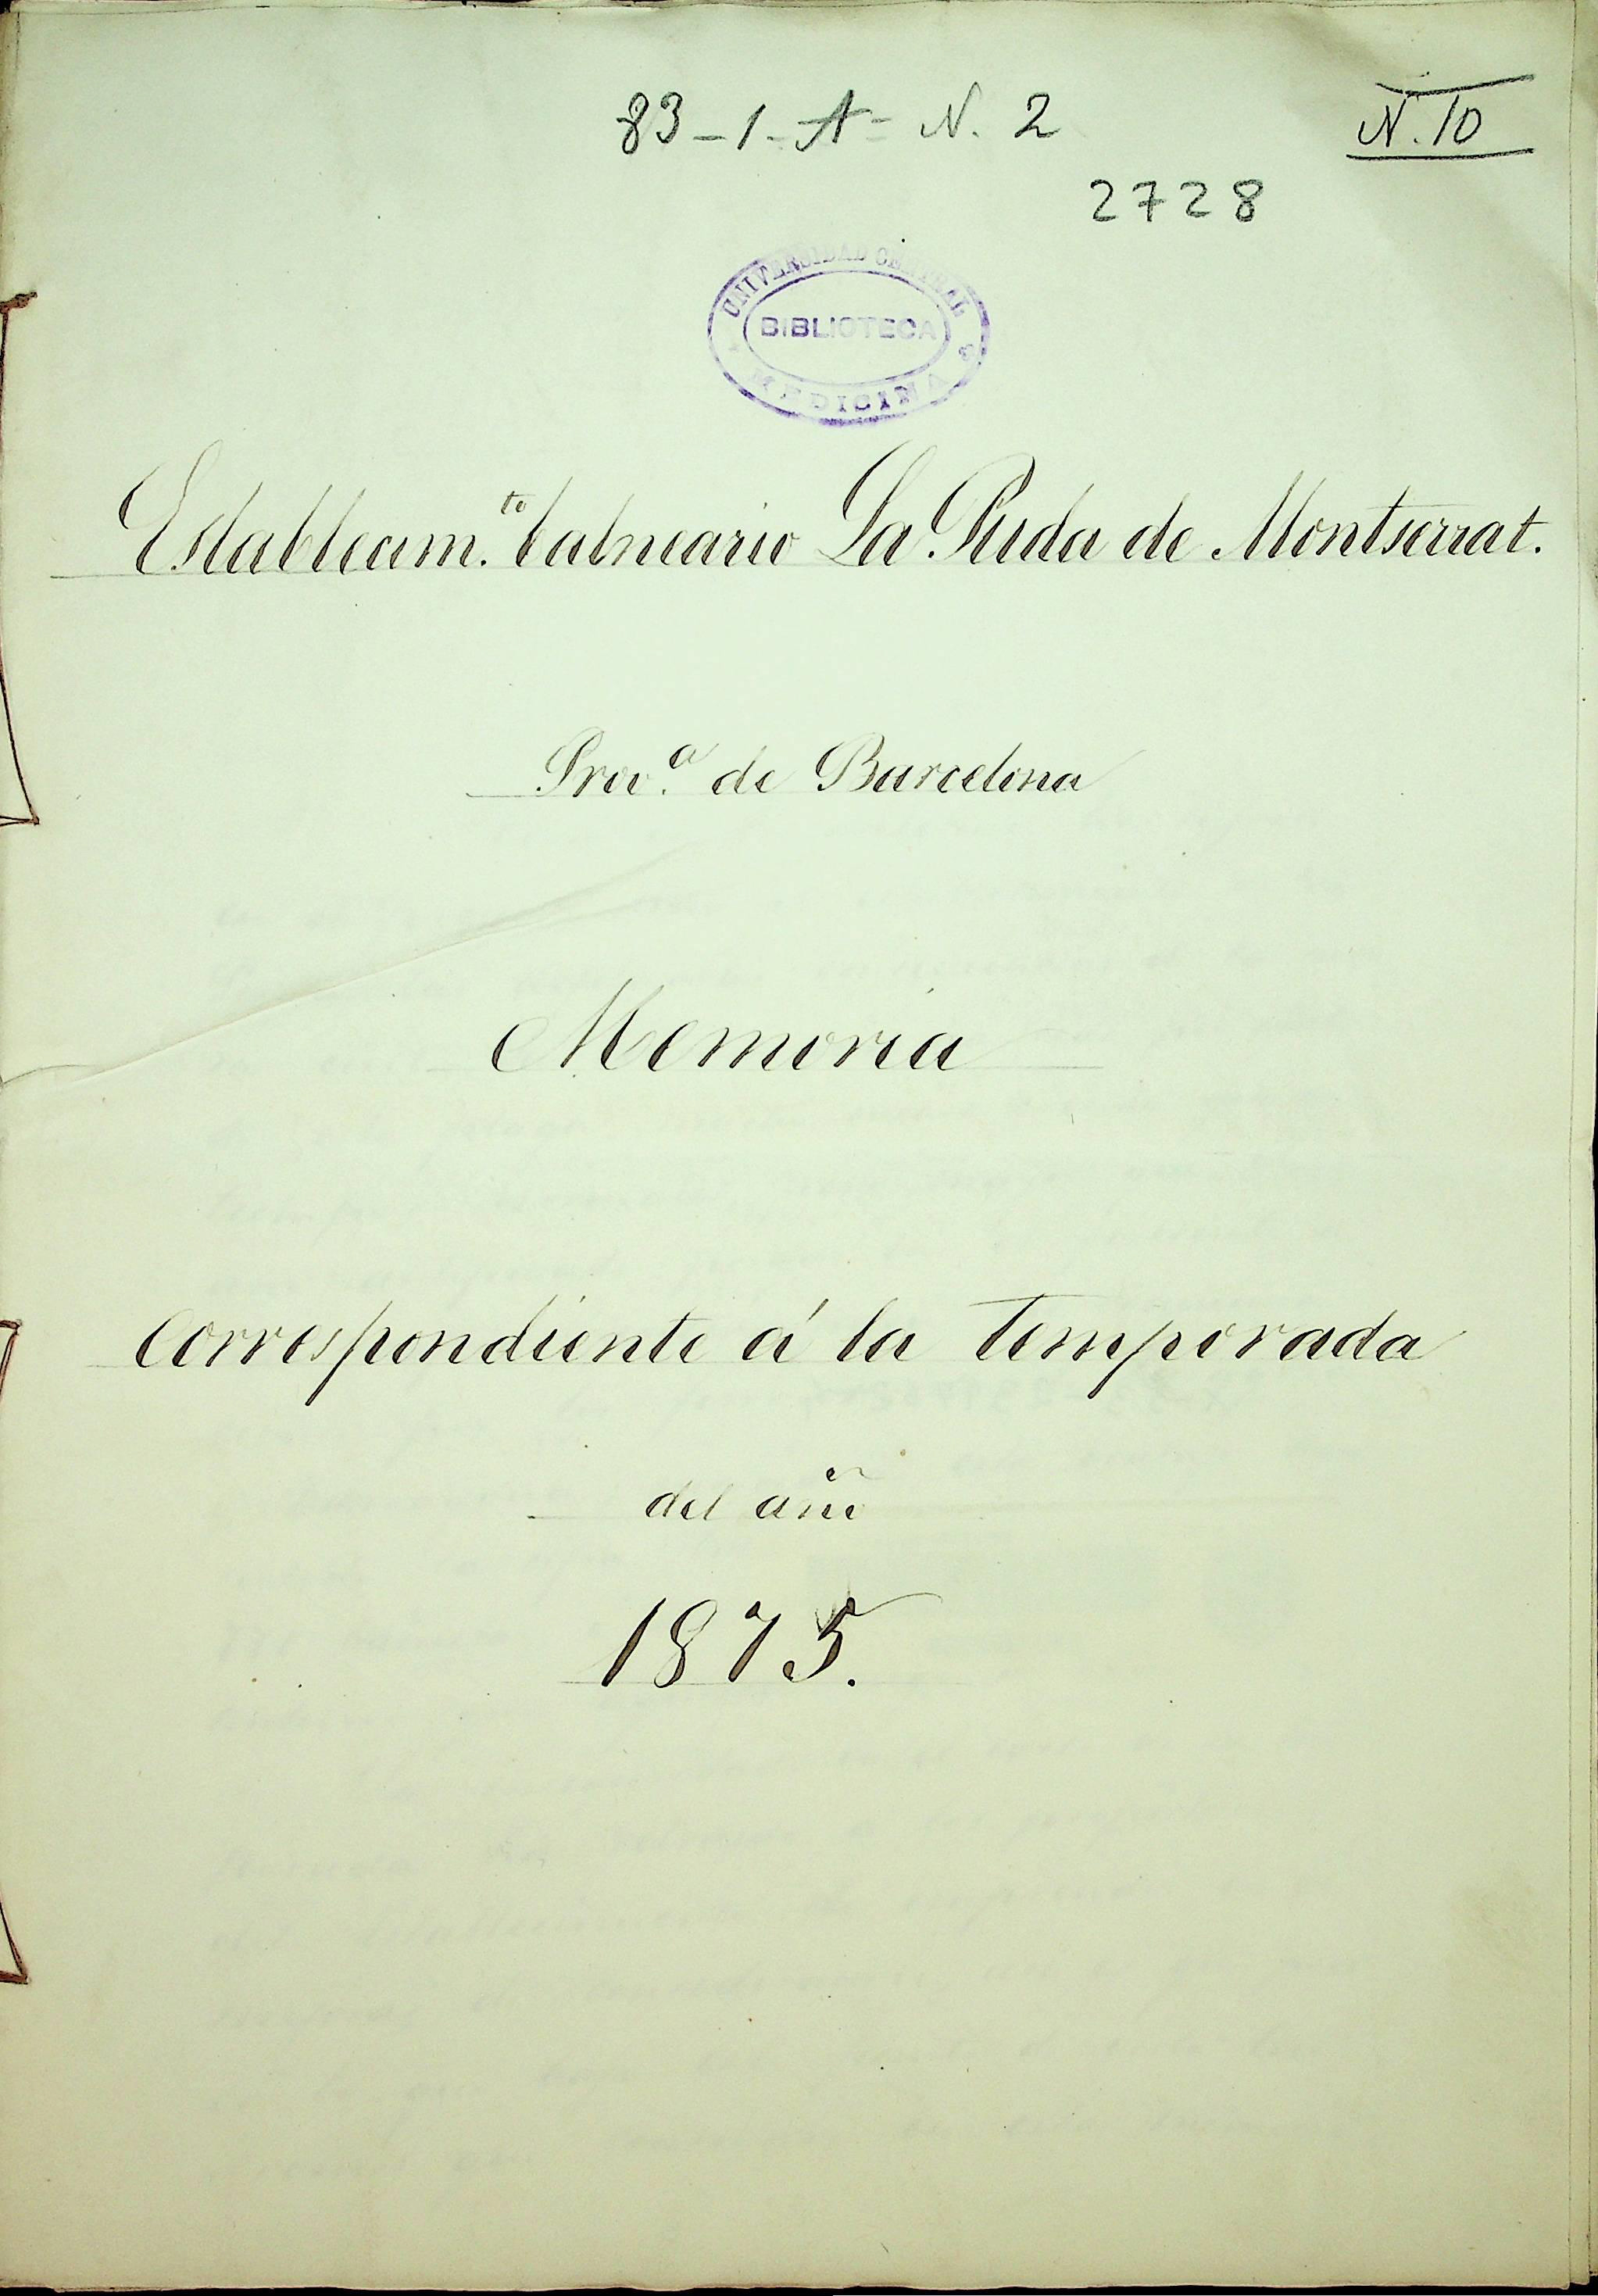 83-1-A- N. 2
N. 10
2728
UNIVERSIDAD CENTRAL
BIBLIOTECA
MEDICINA
Establecim.to balneario La Puda de Montserrat.
Prov.a de Barcelona
Memoria
correspondiente á la temporada
del año
1875.